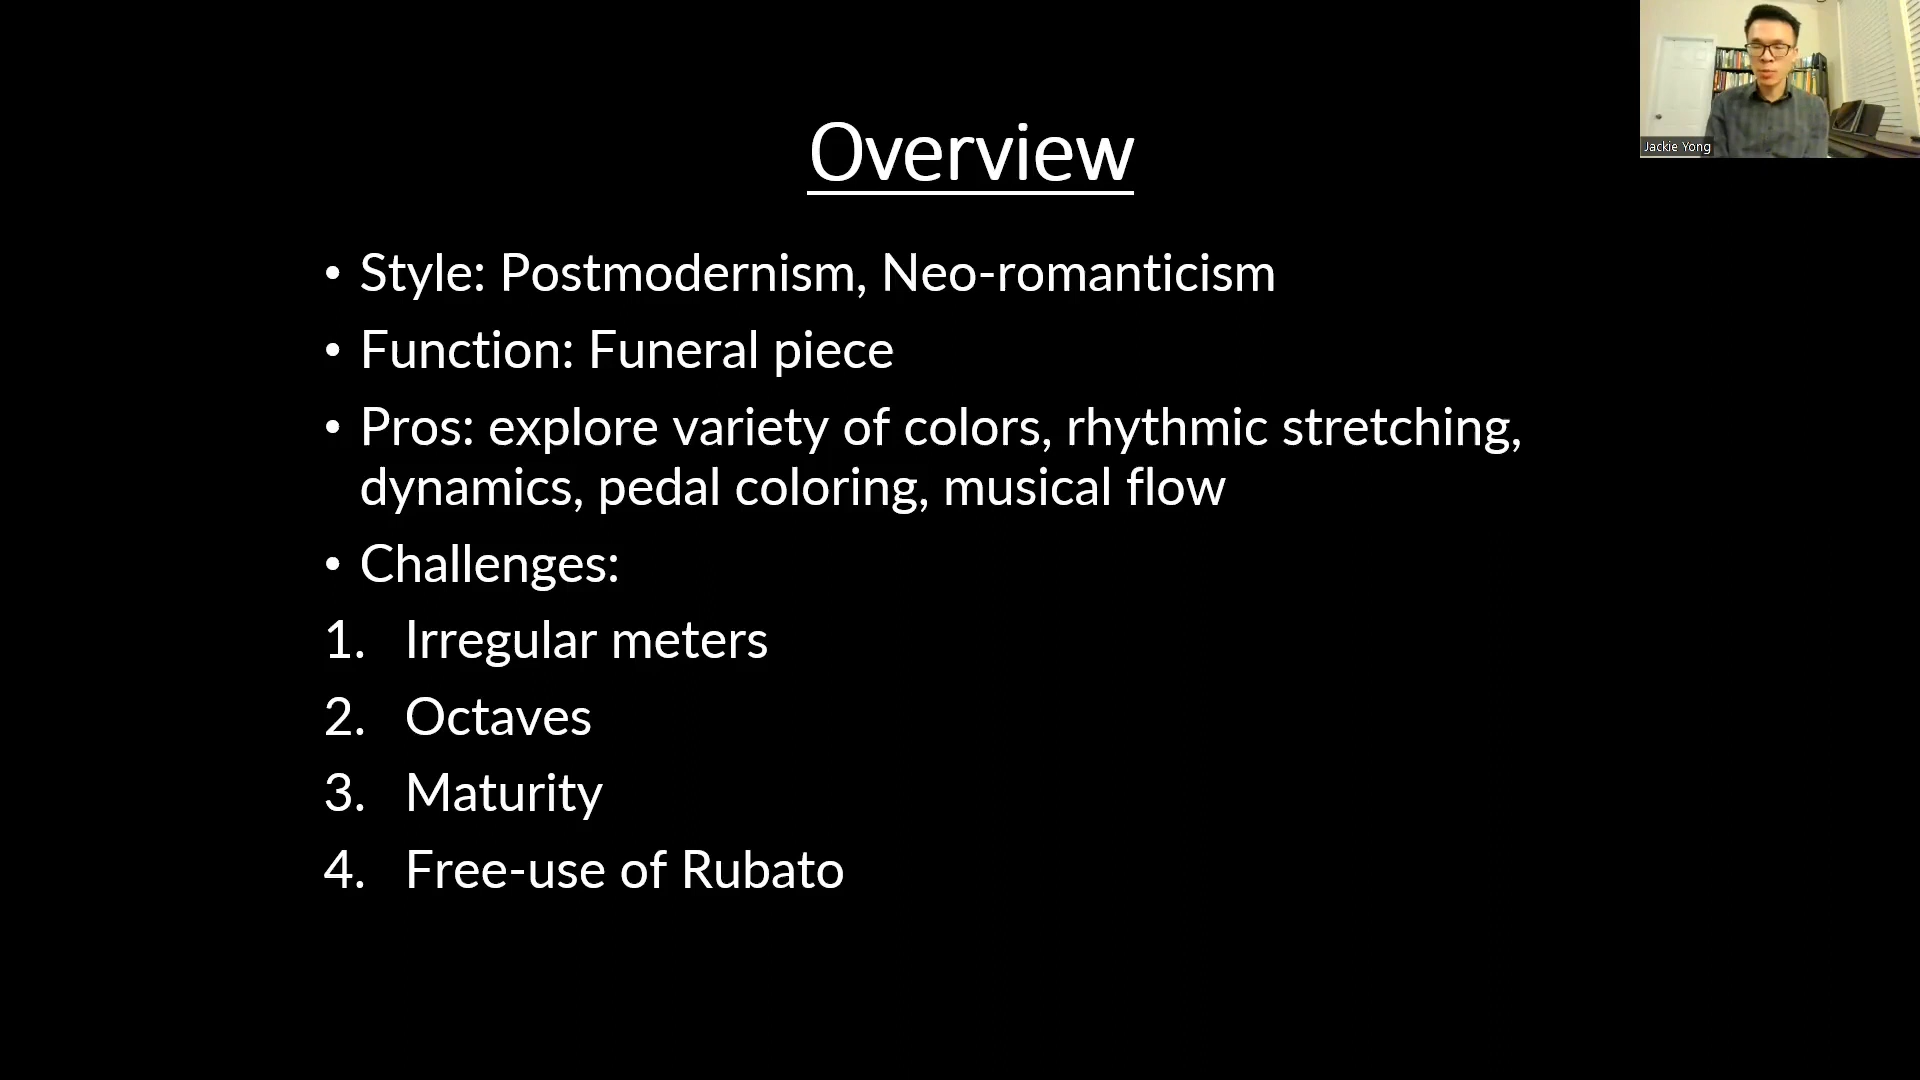 Jackie Yong
Overview
• Style: Postmodernism, Neo-romanticism
• Function: Funeral piece
• Pros: explore variety of colors, rhythmic stretching,
dynamics, pedal coloring, musical flow
• Challenges:
1. Irregular meters
2. Octaves
3. Maturity
4. Free-use of Rubato